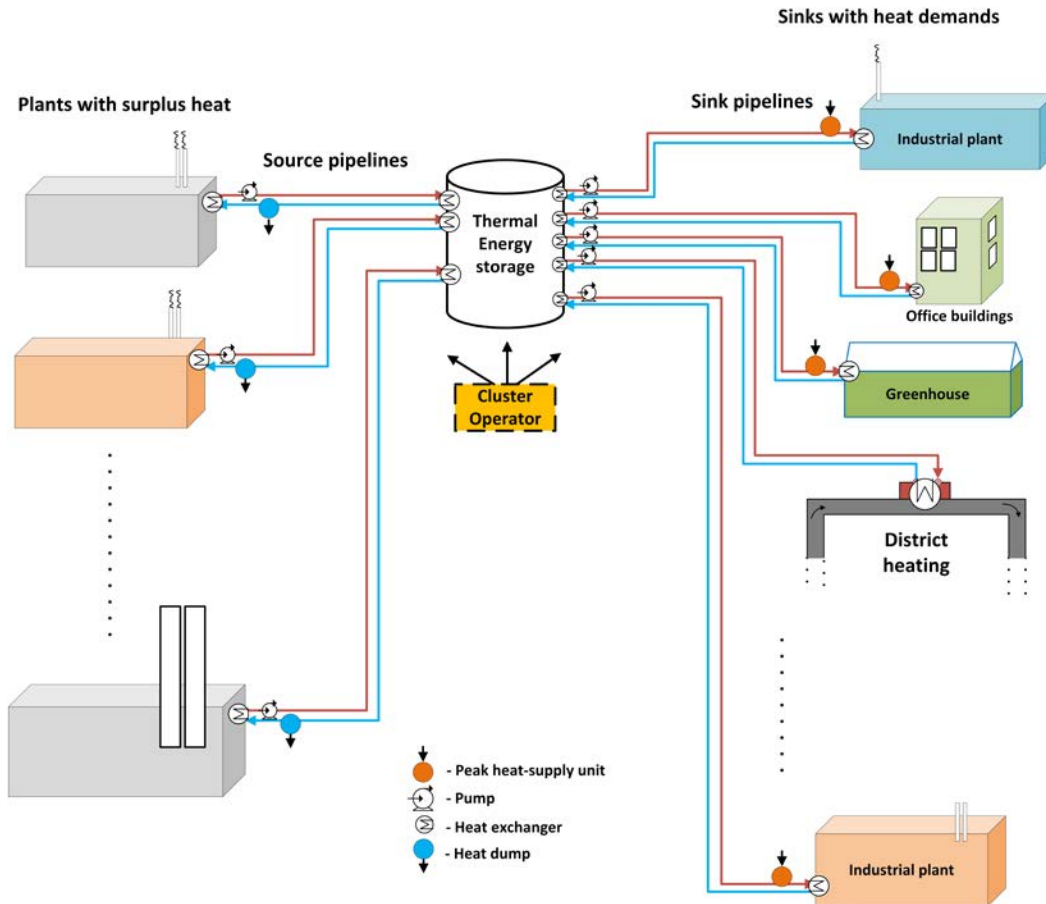 Sinks with heat demands
Plants with surplus heat
Sink pipelines
Source pipelines
Industrial plant
Thermal
Energy
storage
Office buildings
Greenhouse
Cluster
Operator
District
heating
- Peak heat-supply unit
- Pump
- Heat exchanger
- Heat dump
Industrial plant